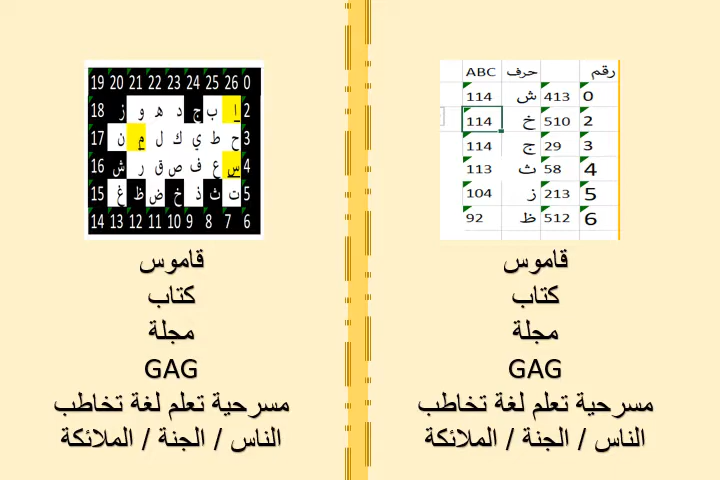 19 20 21 22 23 24 25 26 0
18 ز و ه د ج ب ا 2
17 ن م ل ك ي ط ح 3
16 ش ر ق ص ف ع س 4
15 غ ظ ض خ ذ ث ت 5
14 13 12 11 10 9 8 7 6
قاموس
كتاب
مجلة
GAG
مسرحية تعلم لغة تخاطب
الناس / الجنة / الملائكة
ABC حرف رقم
114 ش 413 0
114 خ 510 2
114 ج 29 3
113 ث 58 4
104 ز 213 5
92 ظ 512 6
قاموس
كتاب
مجلة
GAG
مسرحية تعلم لغة تخاطب
الناس / الجنة / الملائكة